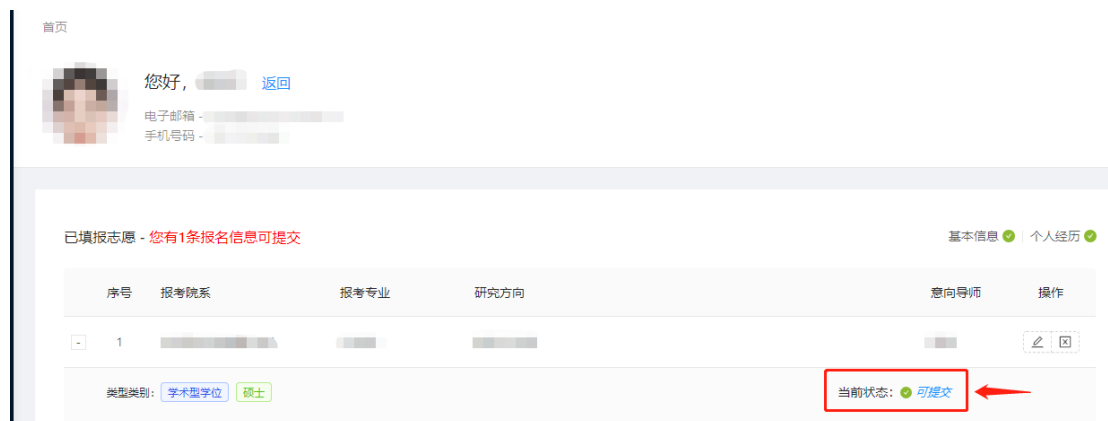 首页
您好， 返回
电子邮箱 -
手机号码 -
已填报志愿 - 您有1条报名信息可提交 基本信息 个人经历
序号 报考院系 报考专业 研究方向 意向导师 操作
- 1
类型类别: 学术型学位 硕士 当前状态: 可提交